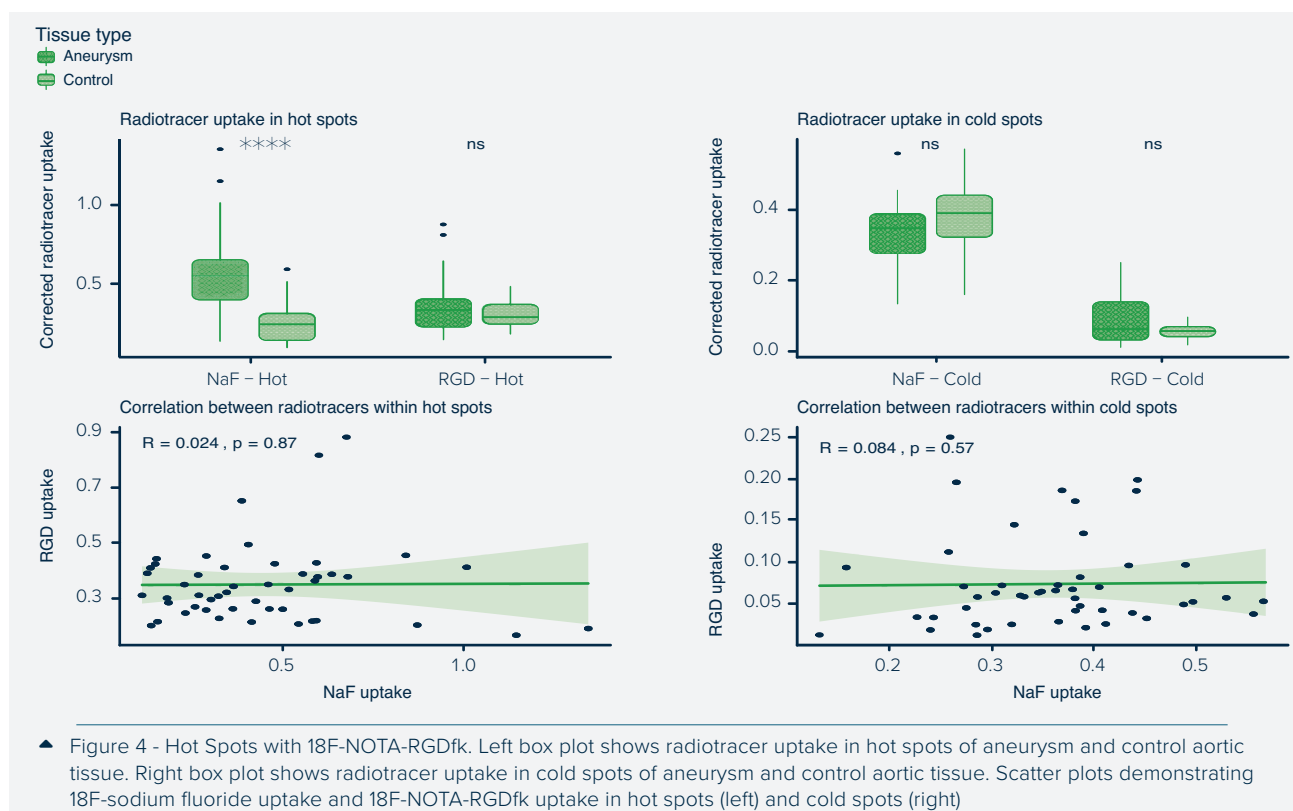 Tissue type
Aneurysm
Control
Radiotracer uptake in hot spots
****
ns
Corrected radiotracer uptake
1.0
0.5
NaF – Hot
RGD – Hot
Radiotracer uptake in cold spots
ns
ns
Corrected radiotracer uptake
0.4
0.2
0.0
NaF – Cold
RGD – Cold
Correlation between radiotracers within hot spots
R = 0.024 , p = 0.87
RGD uptake
0.9
0.7
0.5
0.3
0.5
1.0
NaF uptake
Correlation between radiotracers within cold spots
R = 0.084 , p = 0.57
RGD uptake
0.25
0.20
0.15
0.10
0.05
0.2
0.3
0.4
0.5
NaF uptake
Figure 4 - Hot Spots with 18F-NOTA-RGDfk. Left box plot shows radiotracer uptake in hot spots of aneurysm and control aortic
tissue. Right box plot shows radiotracer uptake in cold spots of aneurysm and control aortic tissue. Scatter plots demonstrating
18F-sodium fluoride uptake and 18F-NOTA-RGDfk uptake in hot spots (left) and cold spots (right)